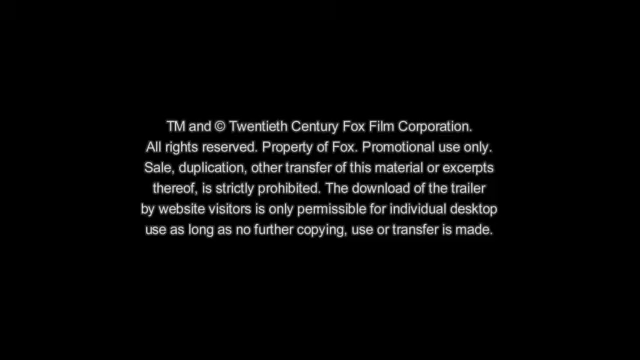 TM and © Twentieth Century Fox Film Corporation.
All rights reserved. Property of Fox. Promotional use only.
Sale, duplication, other transfer of this material or excerpts
thereof, is strictly prohibited. The download of the trailer
by website visitors is only permissible for individual desktop
use as long as no further copying, use or transfer is made.